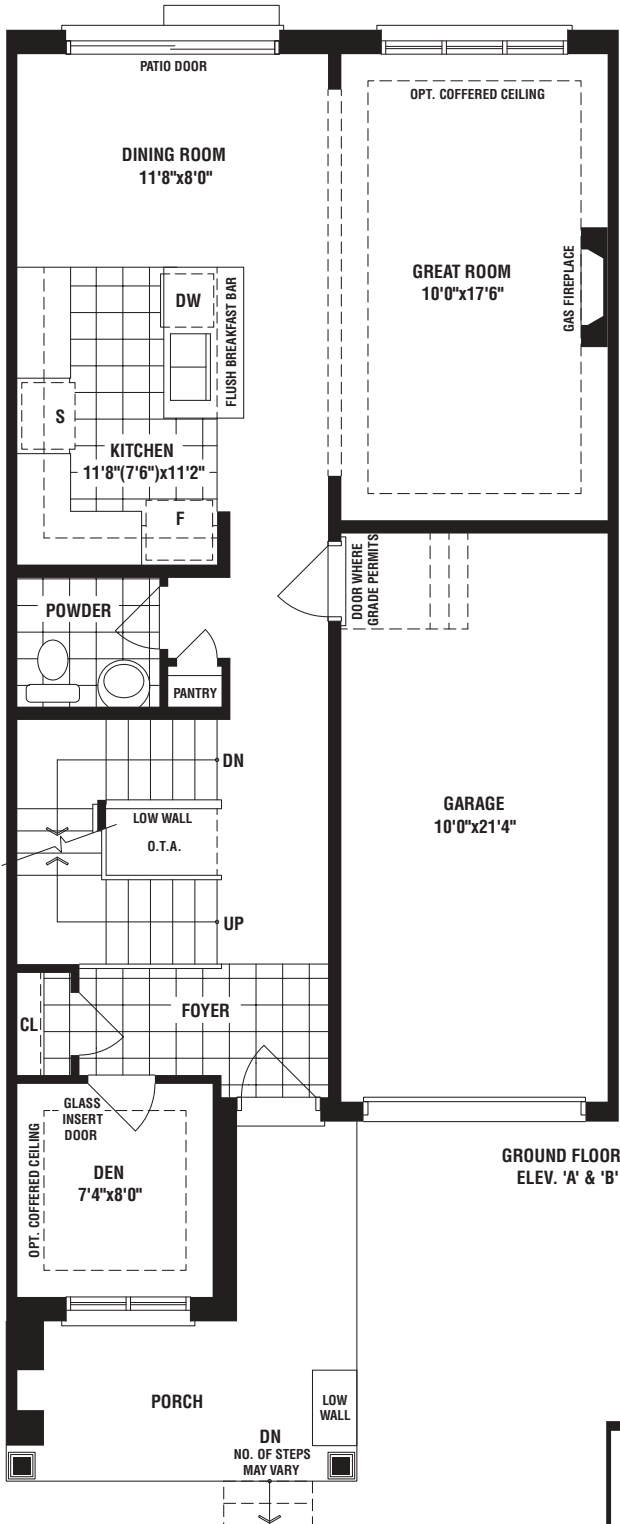 PATIO DOOR
OPT. COFFERED CEILING
DINING ROOM
11'8"x8'0"
GREAT ROOM
10'0"x17'6"
GAS FIREPLACE
DW
FLUSH BREAKFAST BAR
S
KITCHEN
11'8"(7'6")x11'2"
F
DOOR WHERE
GRADE PERMITS
POWDER
PANTRY
DN
LOW WALL
O.T.A.
GARAGE
10'0"x21'4"
UP
FOYER
CL
GLASS
INSERT
DOOR
OPT. COFFERED CEILING
DEN
7'4"x8'0"
GROUND FLOOR
ELEV. 'A' & 'B'
PORCH
LOW
WALL
DN
NO. OF STEPS
MAY VARY